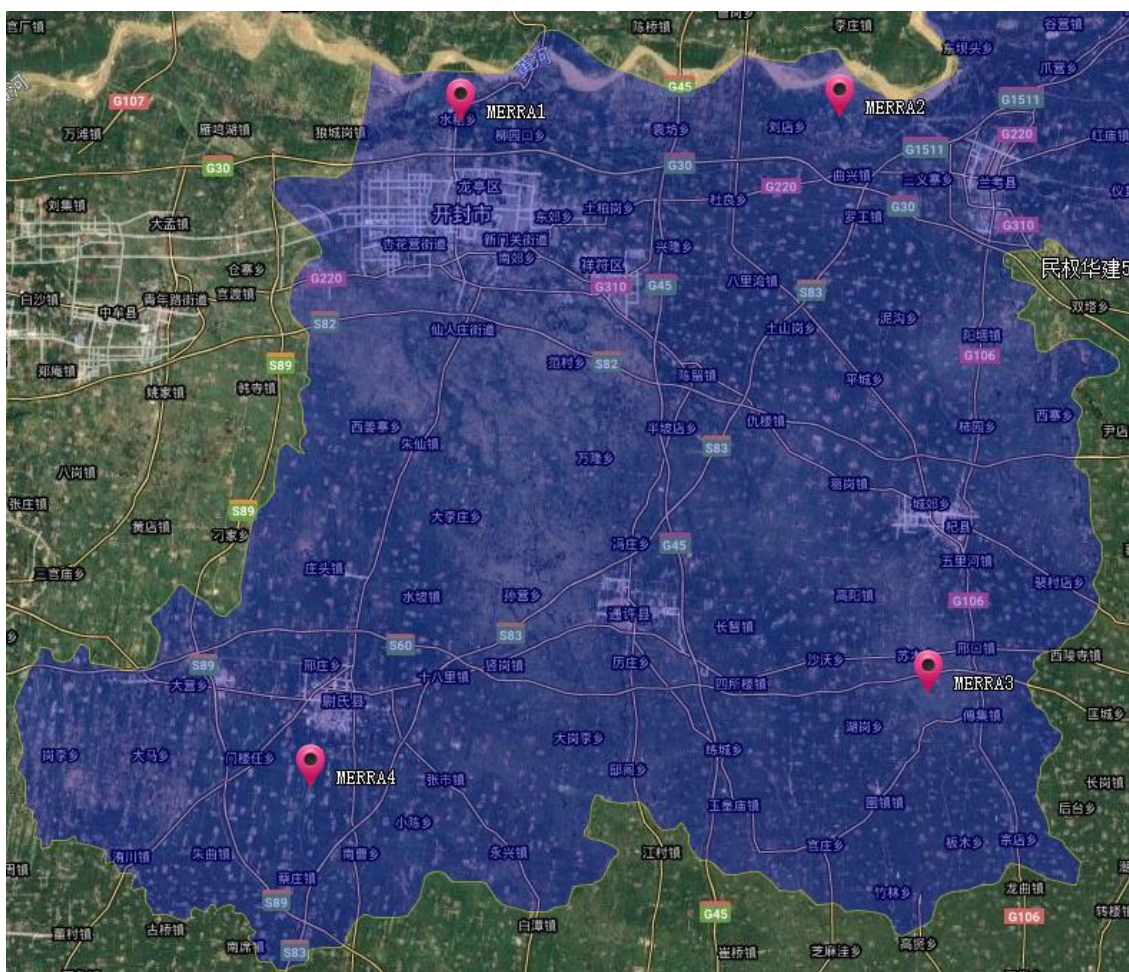 官厂镇
陈桥镇
李庄镇
谷营镇
东坝头乡
爪营乡
黄河
G45
G107
MERRA1
MERRA2
G1511
万滩镇
雁鸣湖镇
狼城岗镇
柳园口乡
袁坊乡
刘店乡
G220
红庙镇
G30
G30
G1511
曲兴镇
三义寨乡
兰考县
龙亭区
G220
刘集镇
大孟镇
开封市
东郊乡
土柏岗乡
杜良乡
G30
罗王镇
G310
杏花营街道
新门关街道
南郊乡
兴隆乡
仓寨乡
祥符区
民权华建5
G220
G310
G45
八里湾镇
S83
白沙镇
中牟县
青年路街道
官渡镇
双塔乡
S82
仙人庄街道
土山岗乡
泥沟乡
阳堌镇
郑庵镇
S89
范村乡
S82
陈留镇
G106
姚家镇
韩寺镇
平城乡
西姜寨乡
朱仙镇
半坡店乡
仇楼镇
柿园乡
西寨乡
尹店
S83
八岗镇
万隆乡
葛岗镇
张庄镇
S89
黄店镇
刁家乡
大李庄乡
城郊乡
杞县
冯庄乡
G45
三官庙乡
庄头镇
五里河镇
裴村店乡
水坡镇
孙营乡
高阳镇
G106
通许县
S83
长智镇
S60
S89
邢庄乡
十八里镇
竖岗镇
厉庄乡
沙沃乡
邢口镇
西陵寺镇
大营乡
四所楼镇
MERRA3
尉氏县
傅集镇
匡城乡
岗李乡
大马乡
门楼任乡
MERRA4
大岗李乡
练城乡
湖岗乡
张市镇
邸阁乡
长岗镇
玉皇庙镇
圉镇镇
后台乡
小陈乡
洧川镇
朱曲镇
南曹乡
永兴镇
江村镇
官庄乡
板木乡
宗店乡
蔡庄镇
竹林乡
龙曲镇
S89
G45
G106
转楼镇
董村镇
古桥镇
南席镇
白潭镇
S83
崔桥镇
芝麻洼乡
高贤乡